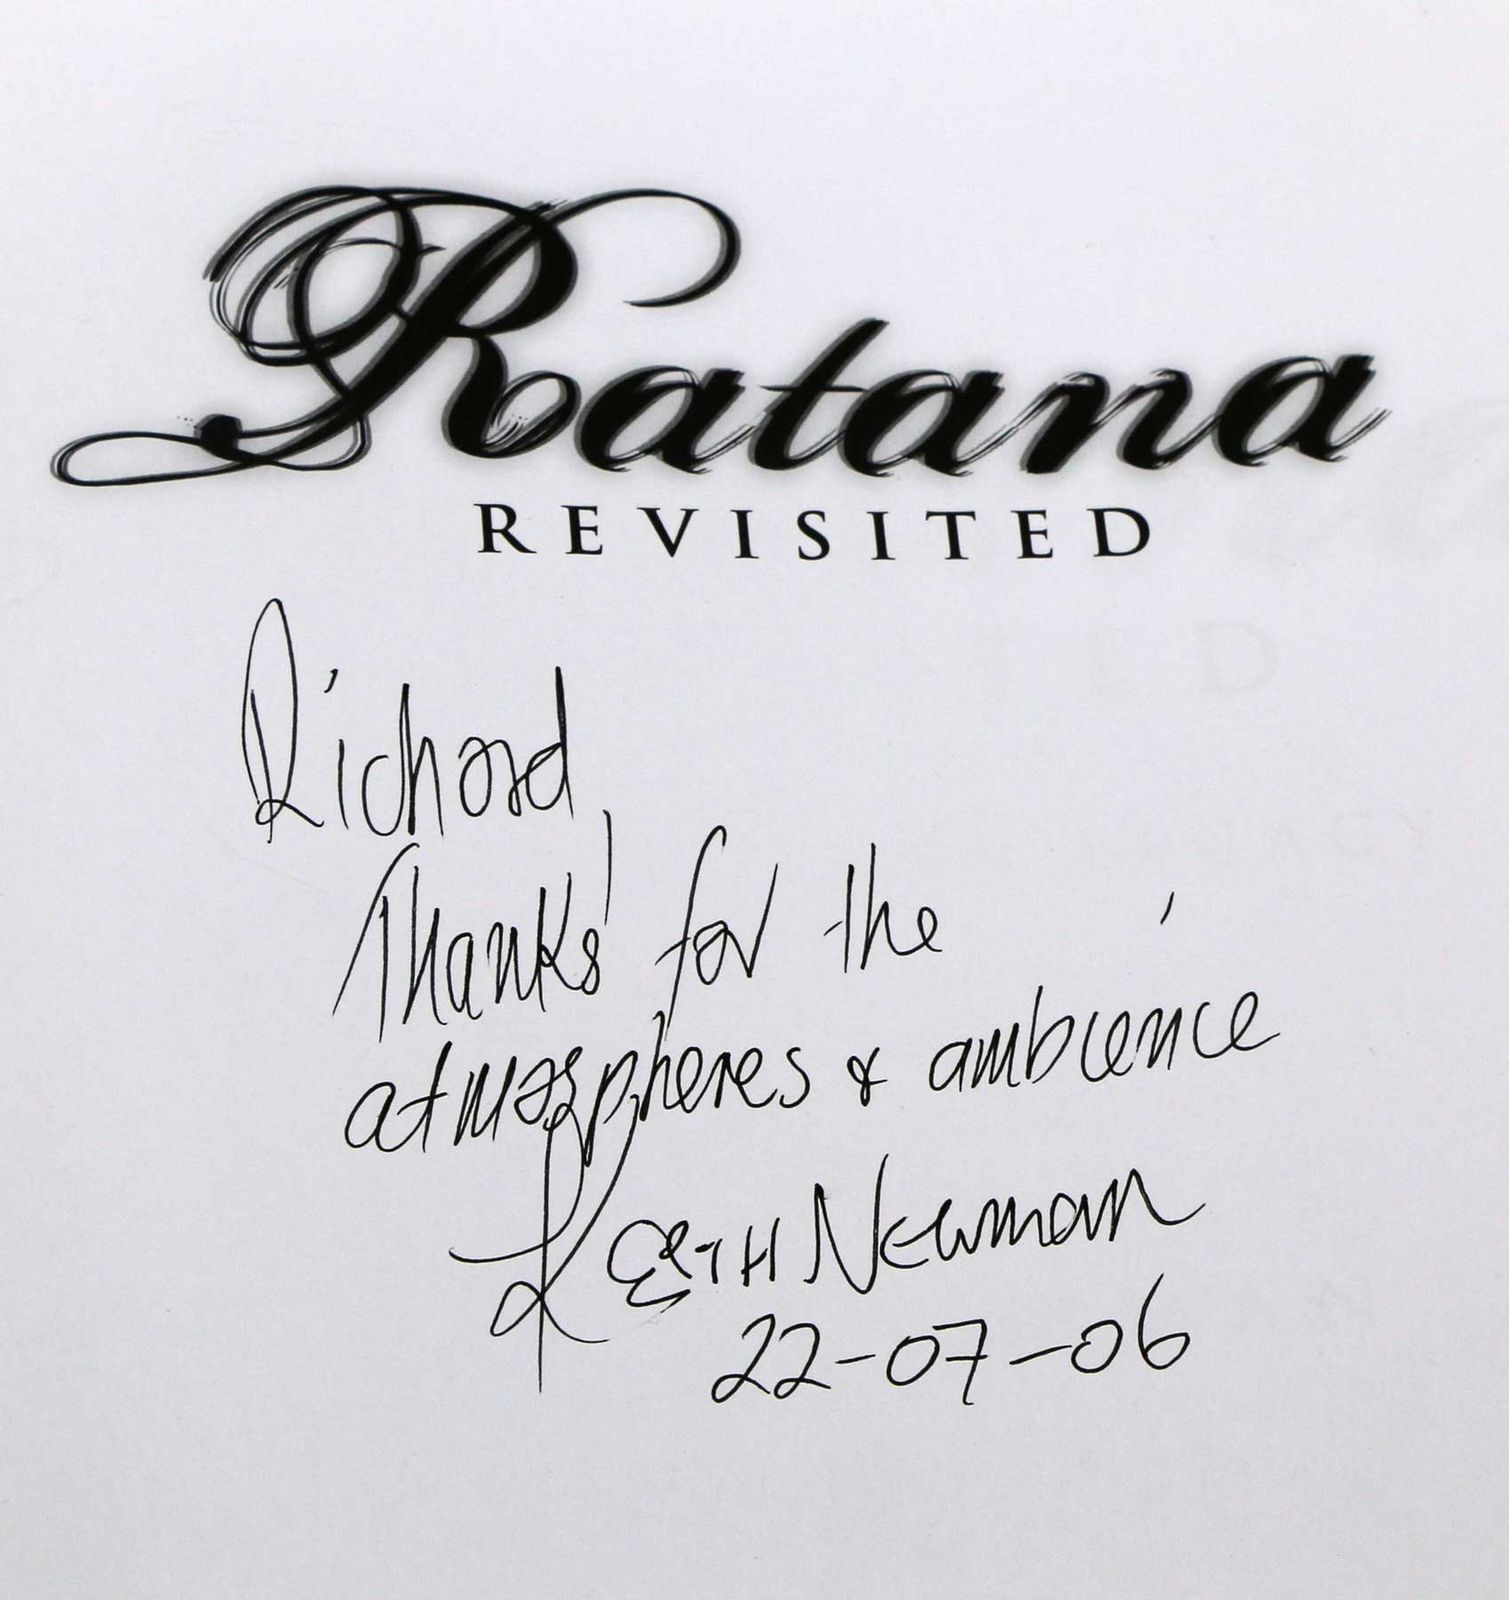 Ratana
REVISITED
Richard,
Thanks for the
atmospheres & ambience
Keith Newman
22-07-06